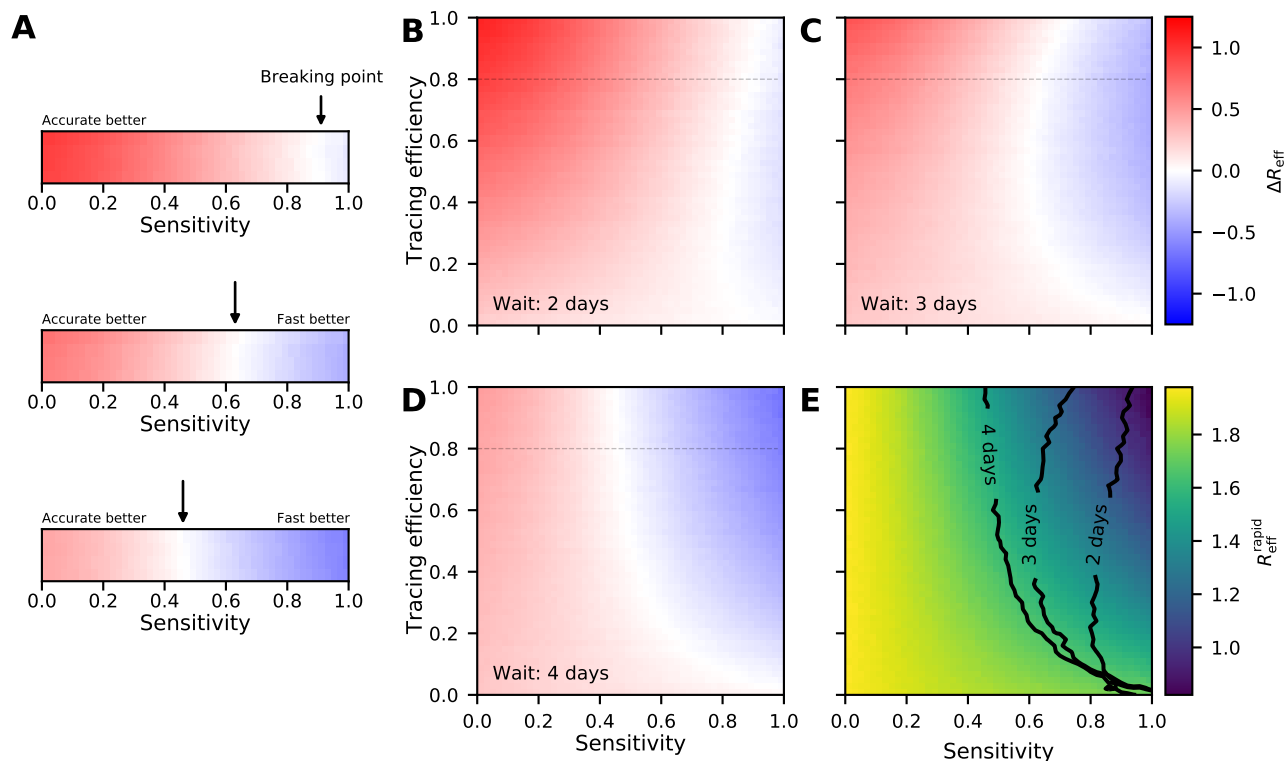 A
Breaking point
Accurate better
0.0 0.2 0.4 0.6 0.8 1.0
Sensitivity
Accurate better Fast better
0.0 0.2 0.4 0.6 0.8 1.0
Sensitivity
Accurate better Fast better
0.0 0.2 0.4 0.6 0.8 1.0
Sensitivity
B
Tracing efficiency
1.0
0.8
0.6
0.4
0.2
0.0
Wait: 2 days
C
Wait: 3 days
1.0
0.5
0.0
−0.5
−1.0
ΔR_eff
D
Tracing efficiency
1.0
0.8
0.6
0.4
0.2
0.0
Wait: 4 days
0.0 0.2 0.4 0.6 0.8 1.0
Sensitivity
E
4 days
3 days
2 days
0.0 0.2 0.4 0.6 0.8 1.0
Sensitivity
1.8
1.6
1.4
1.2
1.0
R_eff^rapid